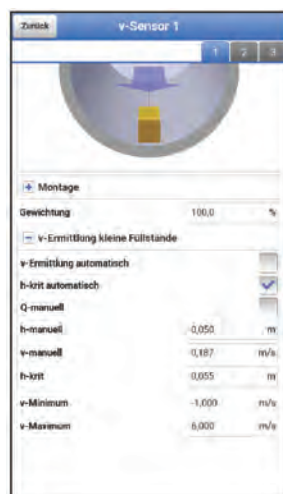 Zurück v-Sensor 1
1 2 3
+ Montage
Gewichtung 100,0 %
− v-Ermittlung kleine Füllstände
v-Ermittlung automatisch
h-krit automatisch
Q-manuell
h-manuell 0,050 m
v-manuell 0,187 m/s
h-krit 0,055 m
v-Minimum -1,000 m/s
v-Maximum 6,000 m/s